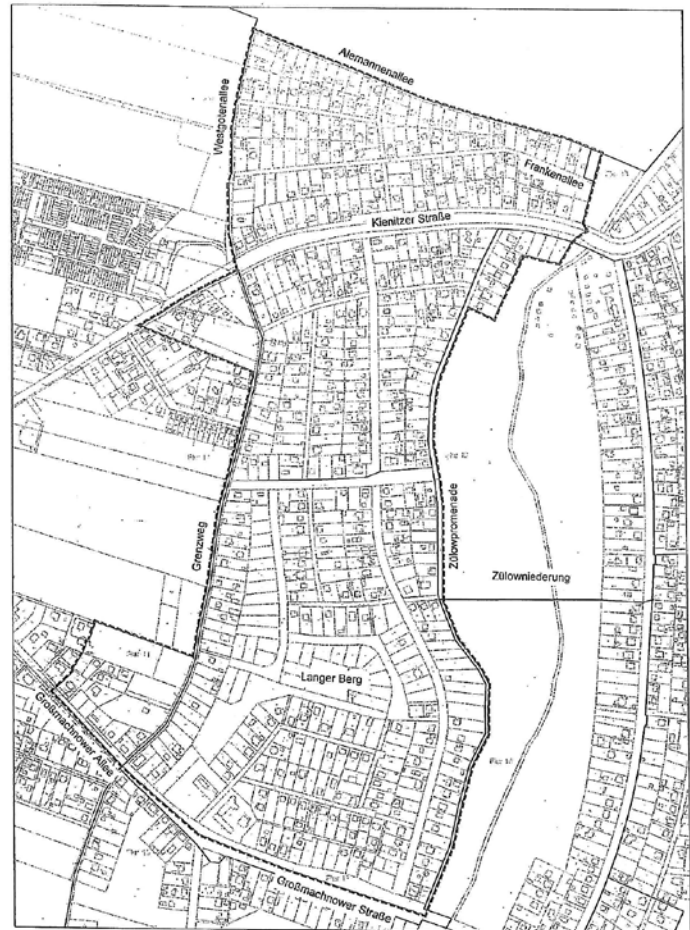 Alemannenallee
Westgotenallee
Frankenallee
Kienitzer Straße
Grenzweg
Zülowpromenade
Zülowniederung
Langer Berg
Großmachnower Allee
Großmachnower Straße